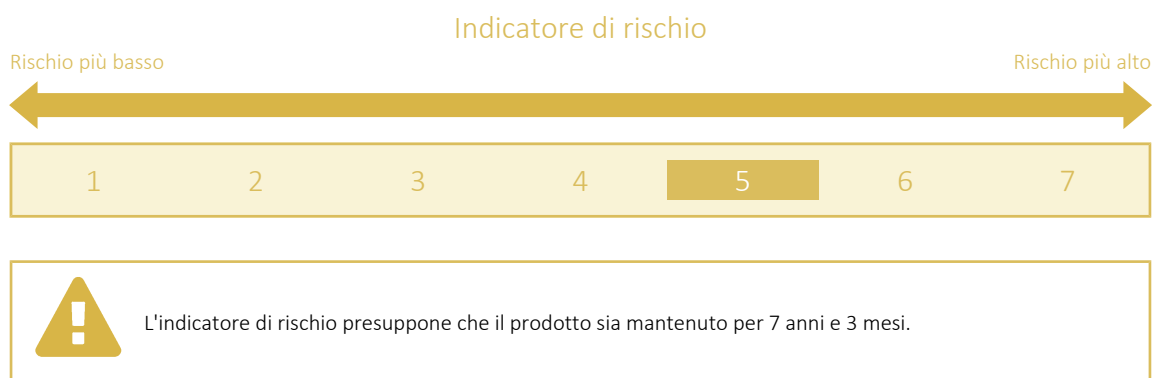 Indicatore di rischio
Rischio più basso Rischio più alto
1 2 3 4 5 6 7
L'indicatore di rischio presuppone che il prodotto sia mantenuto per 7 anni e 3 mesi.